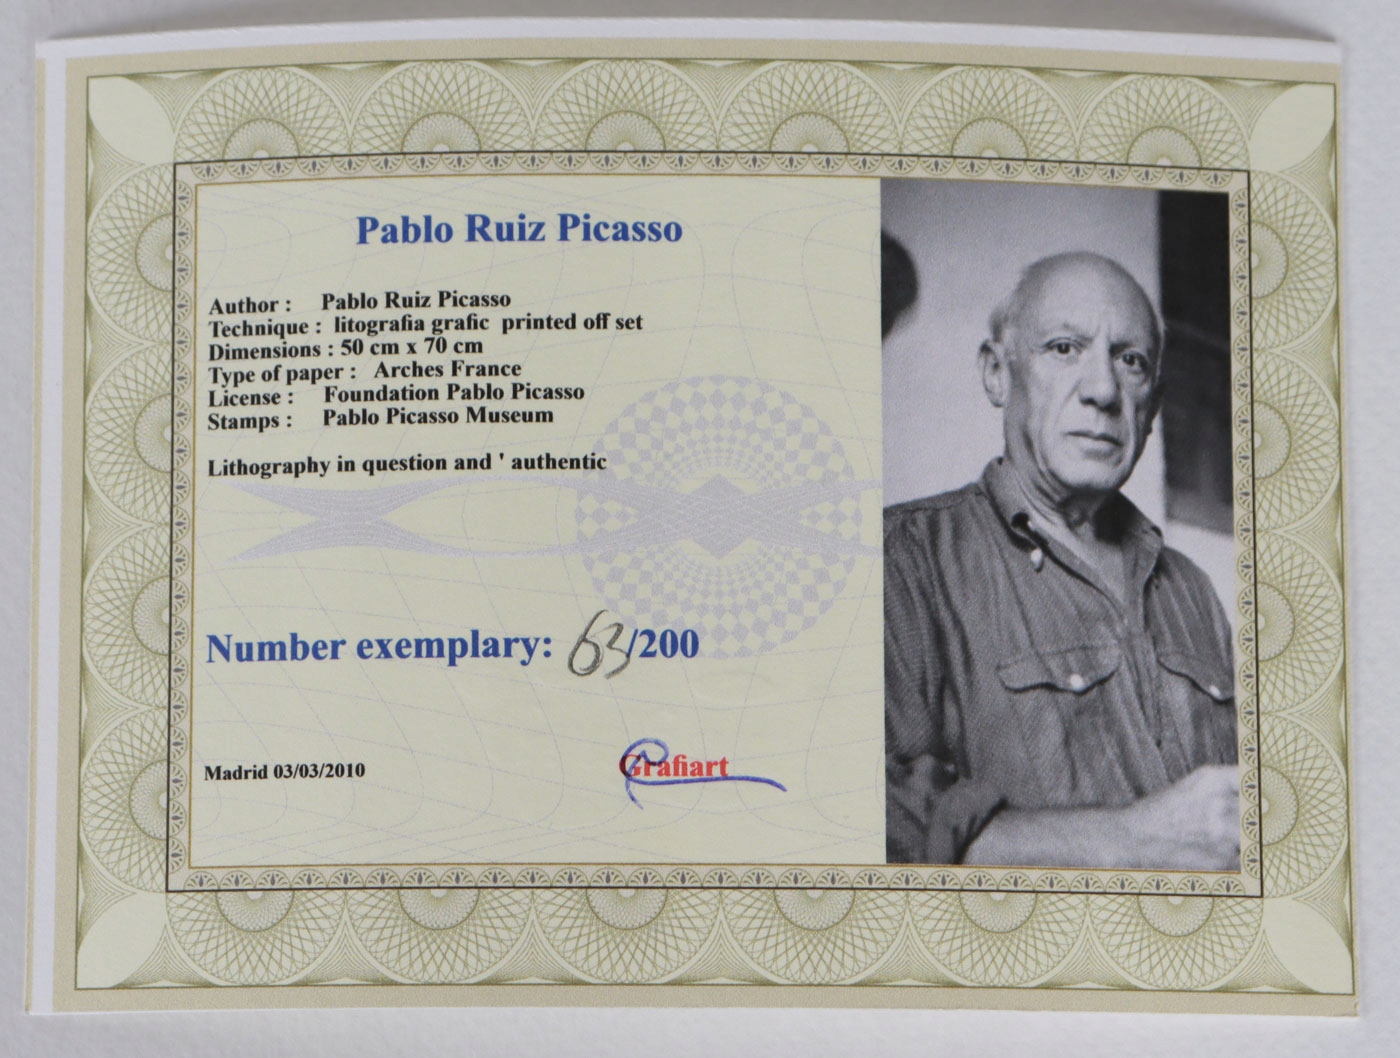 Pablo Ruiz Picasso
Author : Pablo Ruiz Picasso
Technique : litografia grafic printed off set
Dimensions : 50 cm x 70 cm
Type of paper : Arches France
License : Foundation Pablo Picasso
Stamps : Pablo Picasso Museum
Lithography in question and ' authentic
Number exemplary: 63/200
Madrid 03/03/2010
Grafiart